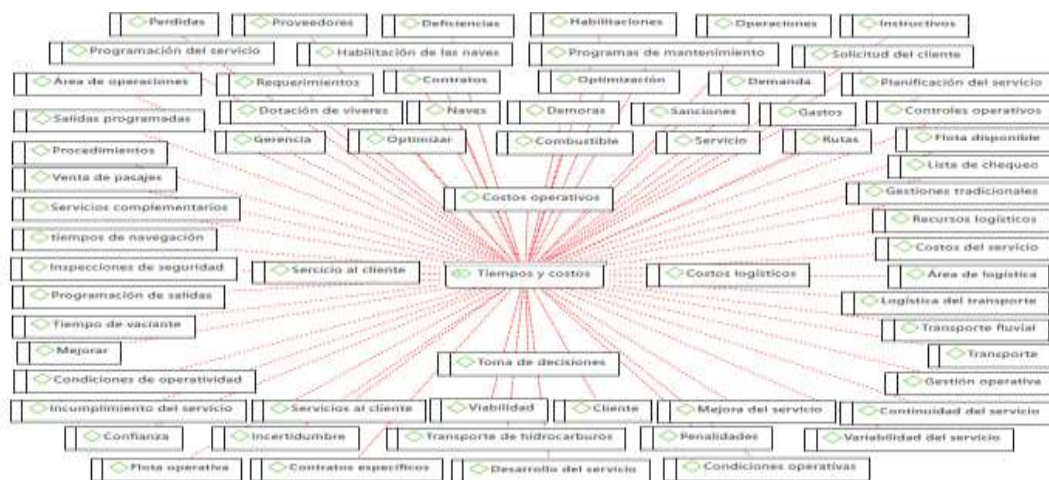 Perdidas
Proveedores
Deficiencias
Habilitaciones
Operaciones
Instructivos
Programación del servicio
Habilitación de las naves
Programas de mantenimiento
Solicitud del cliente
Área de operaciones
Requerimientos
Contratos
Optimización
Demanda
Planificación del servicio
Salidas programadas
Dotación de víveres
Naves
Demoras
Sanciones
Gastos
Controles operativos
Gerencia
Optimizar
Combustible
Servicio
Rutas
Flota disponible
Procedimientos
Lista de chequeo
Venta de pasajes
Costos operativos
Gestiones tradicionales
Servicios complementarios
Recursos logísticos
tiempos de navegación
Costos del servicio
Inspecciones de seguridad
Sercicio al cliente
Tiempos y costos
Costos logísticos
Área de logística
Programación de salidas
Logística del transporte
Tiempo de vaciante
Transporte fluvial
Mejorar
Toma de decisiones
Transporte
Condiciones de operatividad
Gestión operativa
Incumplimiento del servicio
Servicios al cliente
Viabilidad
Cliente
Mejora del servicio
Continuidad del servicio
Confianza
Incertidumbre
Transporte de hidrocarburos
Penalidades
Variabilidad del servicio
Flota operativa
Contratos específicos
Desarrollo del servicio
Condiciones operativas